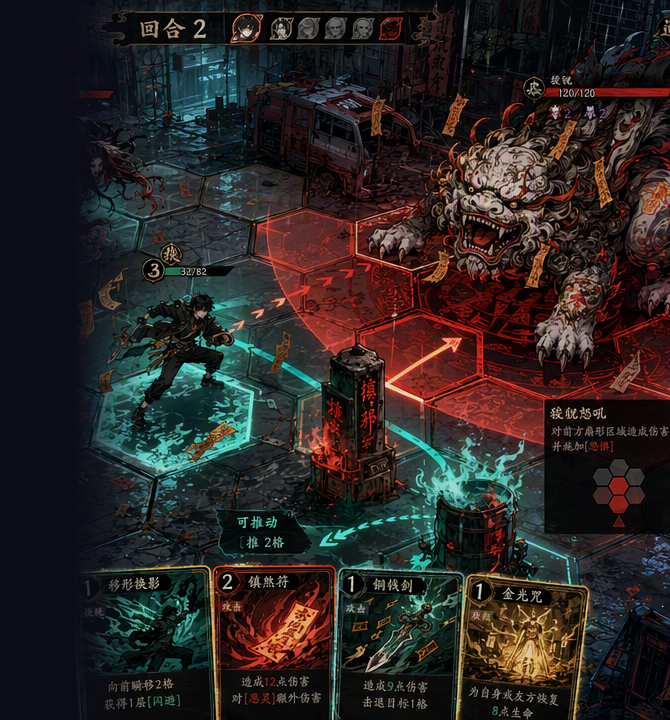 回合 2
狻猊
120/120
2
2
3
32/82
狻猊怒吼
对前方扇形区域造成伤害
并施加[恐惧]
可推动
[推 2格
1
移形换影
向前瞬移2格
获得1层[闪避]
2
镇煞符
攻击
造成12点伤害
对[恶灵]额外伤害
1
铜钱剑
攻击
造成9点伤害
击退目标1格
1
金光咒
为自身或友方恢复
8点生命